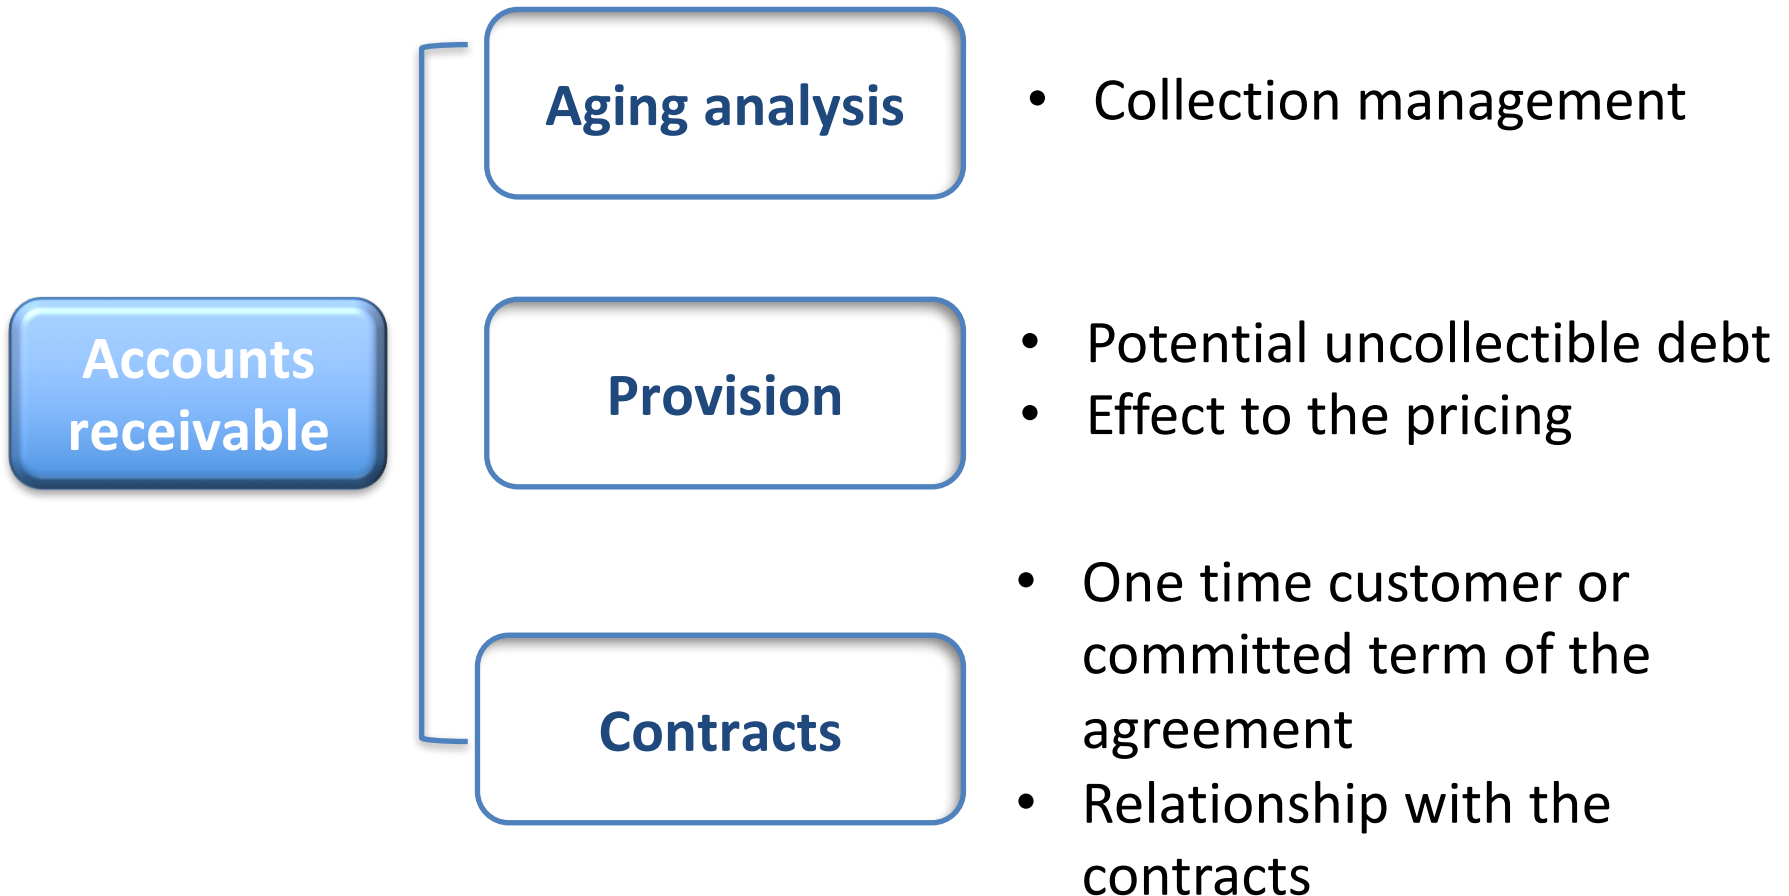 Accounts
receivable
Aging analysis
• Collection management
Provision
• Potential uncollectible debt
• Effect to the pricing
Contracts
• One time customer or
committed term of the
agreement
• Relationship with the
contracts